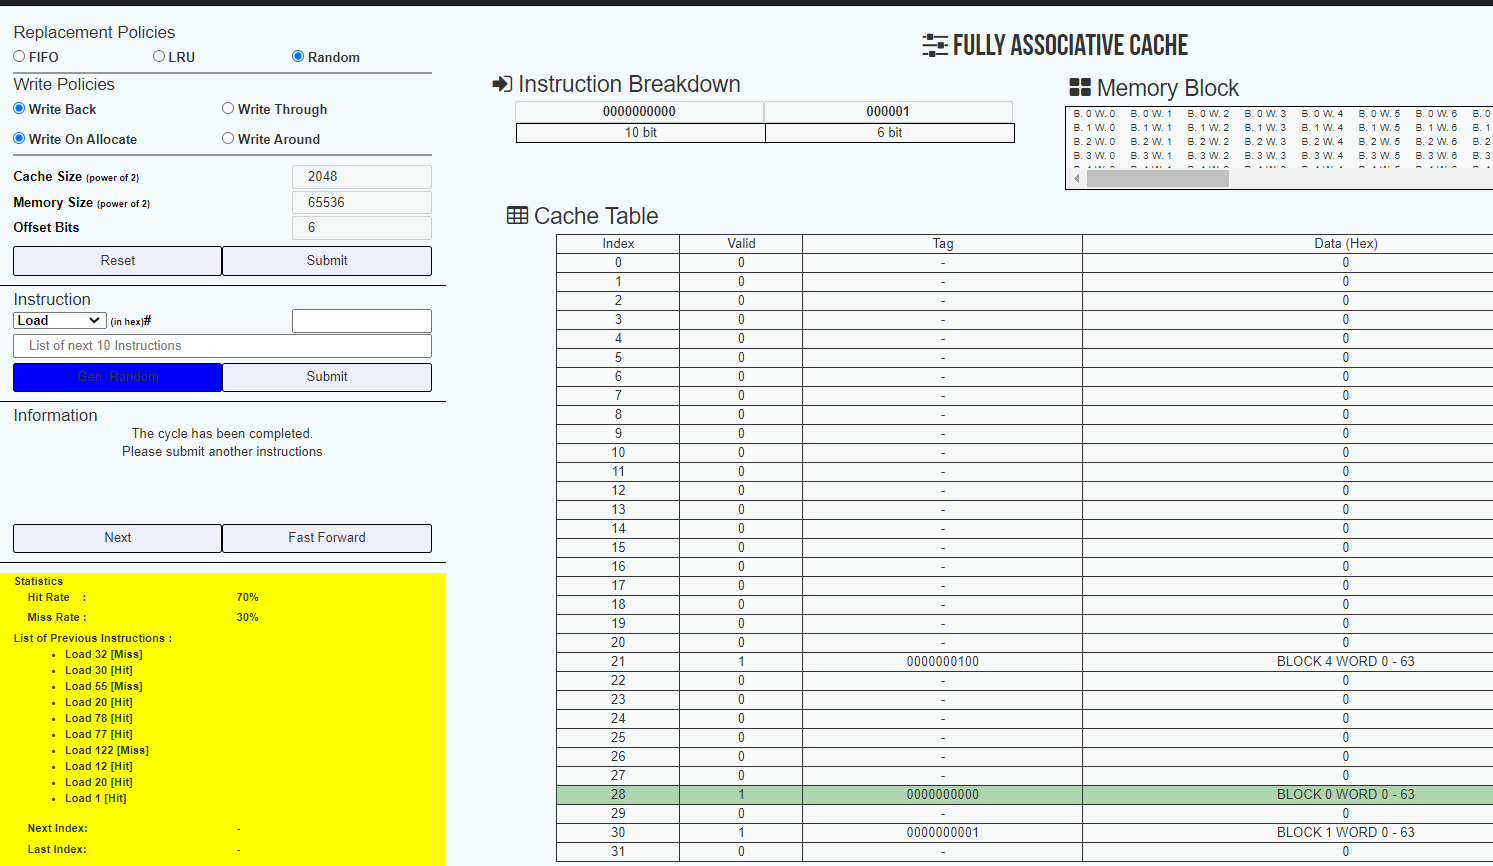 Replacement Policies
FIFO LRU Random
Write Policies
Write Back Write Through
Write On Allocate Write Around
Cache Size (power of 2) 2048
Memory Size (power of 2) 65536
Offset Bits 6
Reset Submit
Instruction
Load (in hex)#
List of next 10 Instructions
Gen. Random Submit
Information
The cycle has been completed.
Please submit another instructions
Next Fast Forward
Statistics
Hit Rate : 70%
Miss Rate : 30%
List of Previous Instructions :
Load 32 [Miss]
Load 30 [Hit]
Load 55 [Miss]
Load 20 [Hit]
Load 78 [Hit]
Load 77 [Hit]
Load 122 [Miss]
Load 12 [Hit]
Load 20 [Hit]
Load 1 [Hit]
Next Index: -
Last Index: -
FULLY ASSOCIATIVE CACHE
Instruction Breakdown
0000000000 000001
10 bit 6 bit
Memory Block
B. 0 W. 0 B. 0 W. 1 B. 0 W. 2 B. 0 W. 3 B. 0 W. 4 B. 0 W. 5 B. 0 W. 6 B. 0
B. 1 W. 0 B. 1 W. 1 B. 1 W. 2 B. 1 W. 3 B. 1 W. 4 B. 1 W. 5 B. 1 W. 6 B. 1
B. 2 W. 0 B. 2 W. 1 B. 2 W. 2 B. 2 W. 3 B. 2 W. 4 B. 2 W. 5 B. 2 W. 6 B. 2
B. 3 W. 0 B. 3 W. 1 B. 3 W. 2 B. 3 W. 3 B. 3 W. 4 B. 3 W. 5 B. 3 W. 6 B. 3
Cache Table
Index Valid Tag Data (Hex)
0 0 - 0
1 0 - 0
2 0 - 0
3 0 - 0
4 0 - 0
5 0 - 0
6 0 - 0
7 0 - 0
8 0 - 0
9 0 - 0
10 0 - 0
11 0 - 0
12 0 - 0
13 0 - 0
14 0 - 0
15 0 - 0
16 0 - 0
17 0 - 0
18 0 - 0
19 0 - 0
20 0 - 0
21 1 0000000100 BLOCK 4 WORD 0 - 63
22 0 - 0
23 0 - 0
24 0 - 0
25 0 - 0
26 0 - 0
27 0 - 0
28 1 0000000000 BLOCK 0 WORD 0 - 63
29 0 - 0
30 1 0000000001 BLOCK 1 WORD 0 - 63
31 0 - 0